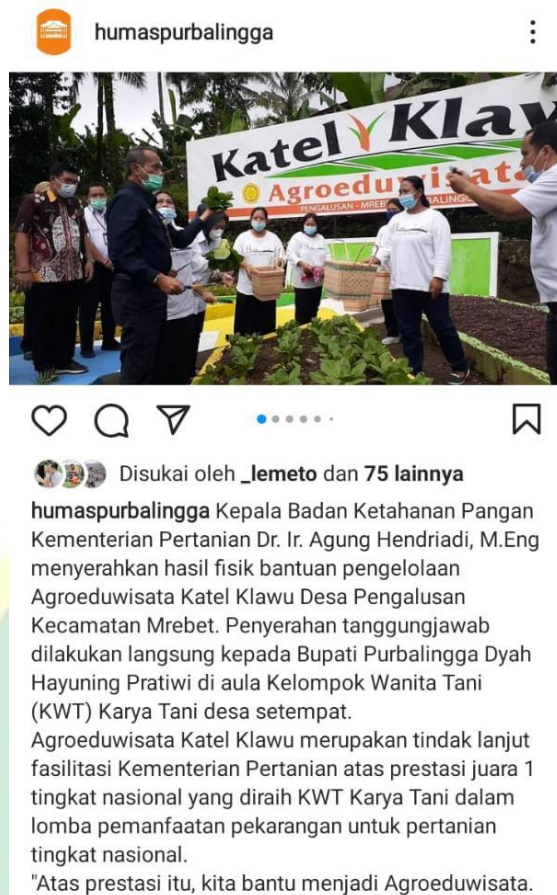 humaspurbalingga
Katel Klaw
Agroeduwisata
PENGALUSAN - MREBE
Disukai oleh _lemeto dan 75 lainnya
humaspurbalingga Kepala Badan Ketahanan Pangan
Kementerian Pertanian Dr. Ir. Agung Hendriadi, M.Eng
menyerahkan hasil fisik bantuan pengelolaan
Agroeduwisata Katel Klawu Desa Pengalusan
Kecamatan Mrebet. Penyerahan tanggungjawab
dilakukan langsung kepada Bupati Purbalingga Dyah
Hayuning Pratiwi di aula Kelompok Wanita Tani
(KWT) Karya Tani desa setempat.
Agroeduwisata Katel Klawu merupakan tindak lanjut
fasilitasi Kementerian Pertanian atas prestasi juara 1
tingkat nasional yang diraih KWT Karya Tani dalam
lomba pemanfaatan pekarangan untuk pertanian
tingkat nasional.
"Atas prestasi itu, kita bantu menjadi Agroeduwisata.